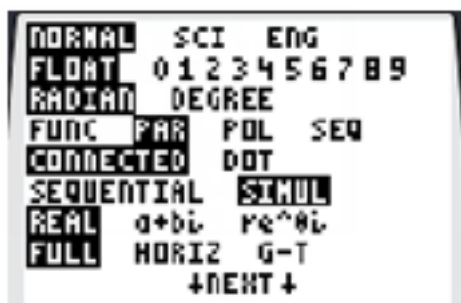 NORMAL SCI ENG
FLOAT 0 1 2 3 4 5 6 7 8 9
RADIAN DEGREE
FUNC PAR POL SEQ
CONNECTED DOT
SEQUENTIAL SIMUL
REAL a+bi re^θi
FULL HORIZ G-T
↓NEXT↓